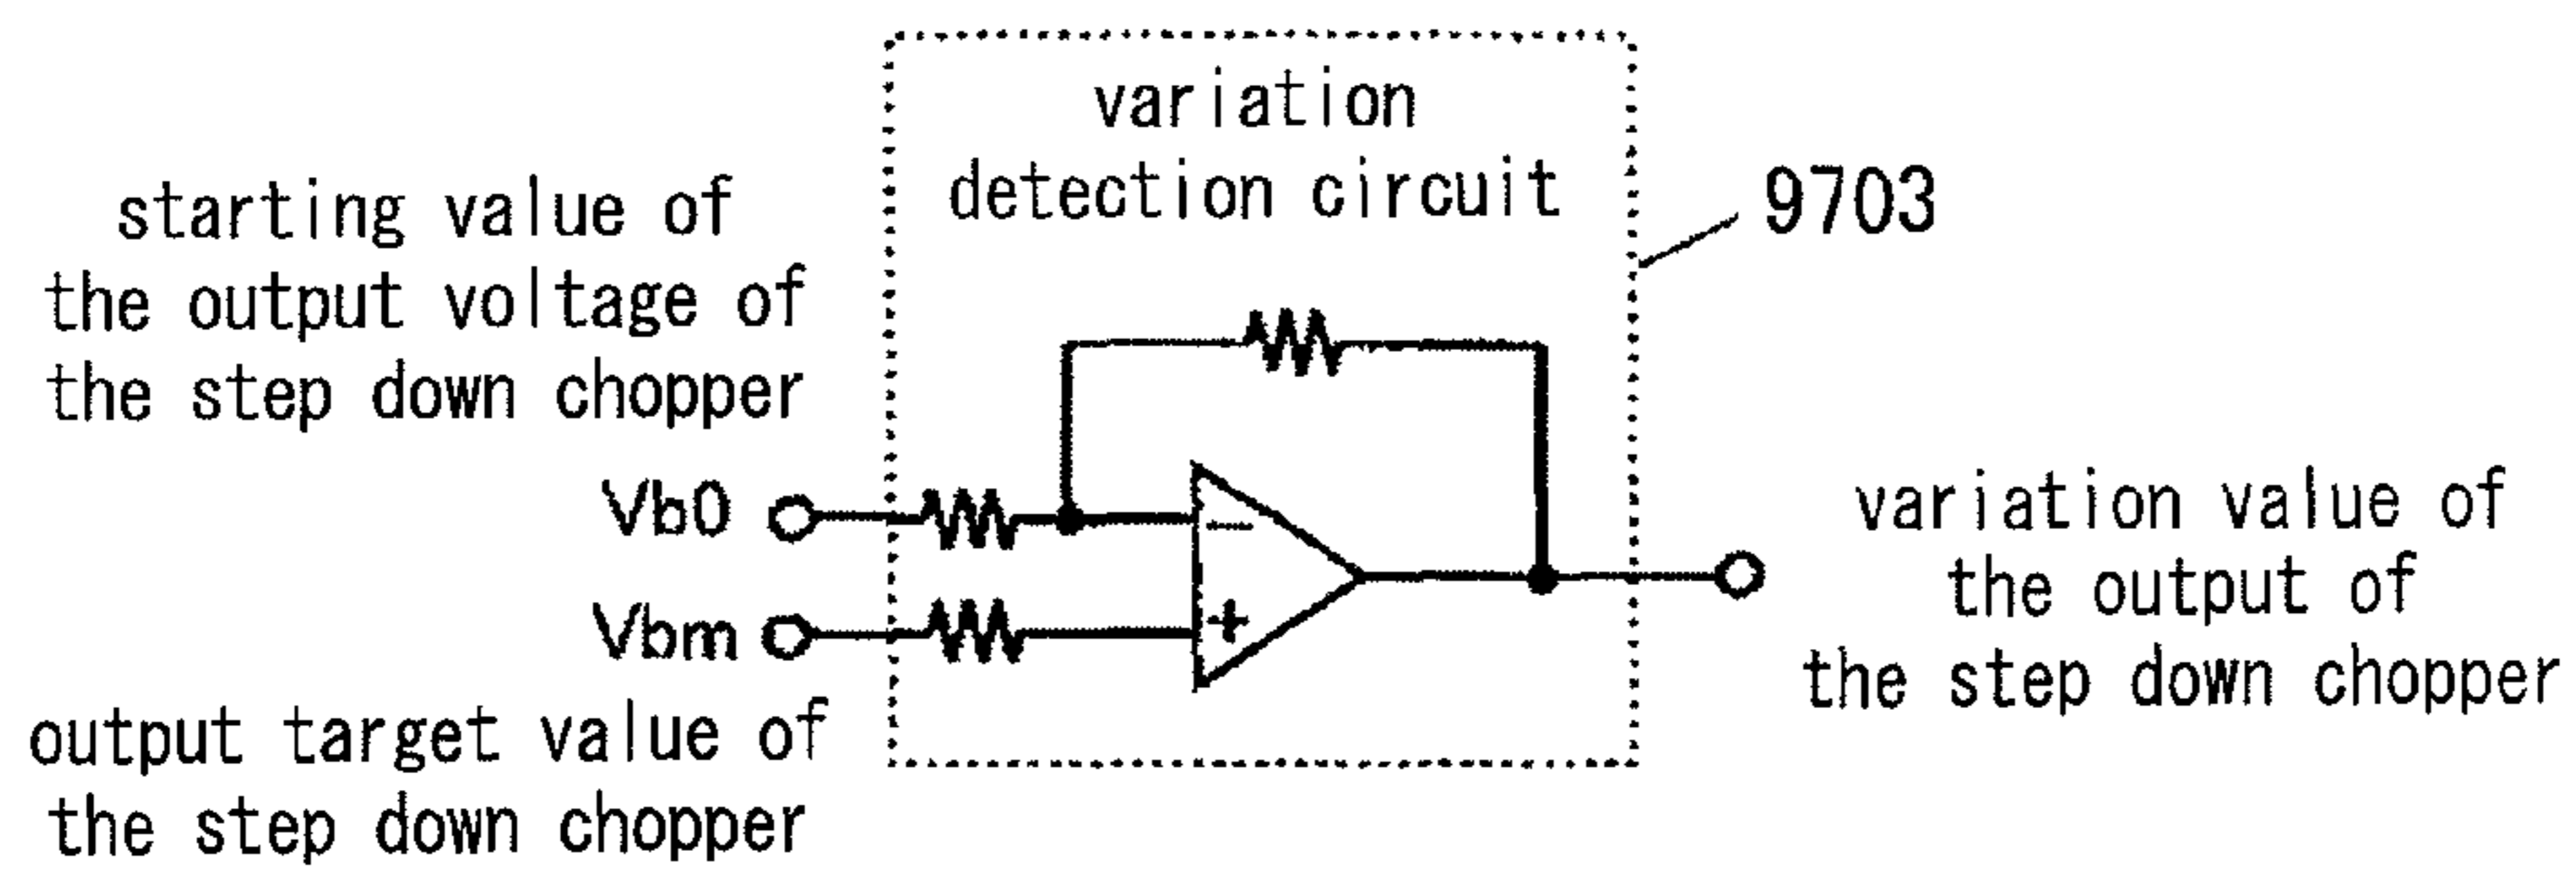 variation
detection circuit
9703
starting value of
the output voltage of
the step down chopper
Vb0
Vbm
output target value of
the step down chopper
variation value of
the output of
the step down chopper
−
+